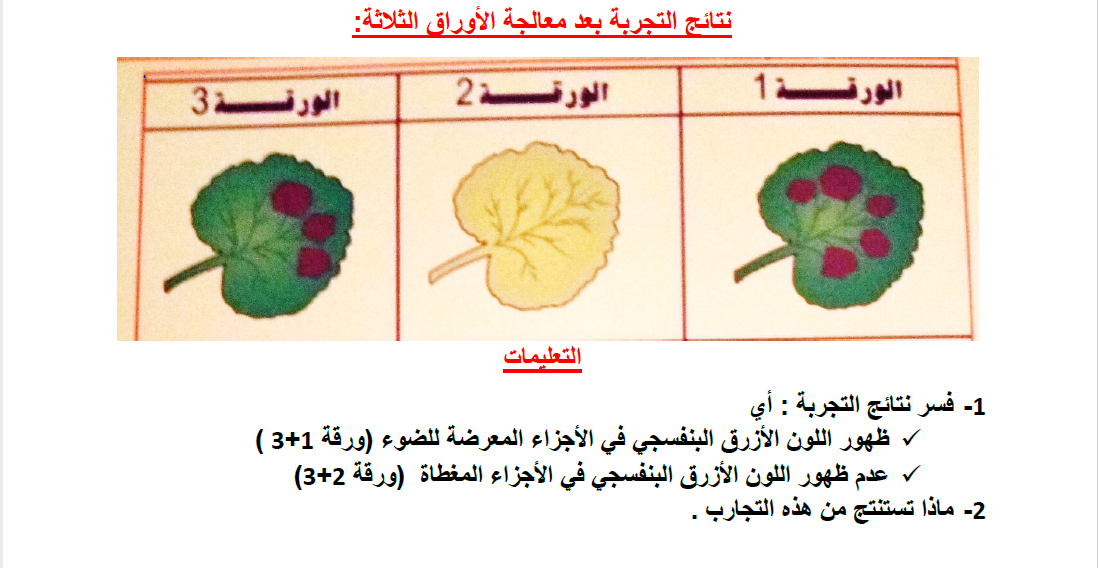 نتائج التجربة بعد معالجة الأوراق الثلاثة:
الورقة 1 الورقة 2 الورقة 3
التعليمات
1- فسر نتائج التجربة : أي
✓ ظهور اللون الأزرق البنفسجي في الأجزاء المعرضة للضوء (ورقة 1+3 )
✓ عدم ظهور اللون الأزرق البنفسجي في الأجزاء المغطاة (ورقة 2+3)
2- ماذا تستنتج من هذه التجارب .